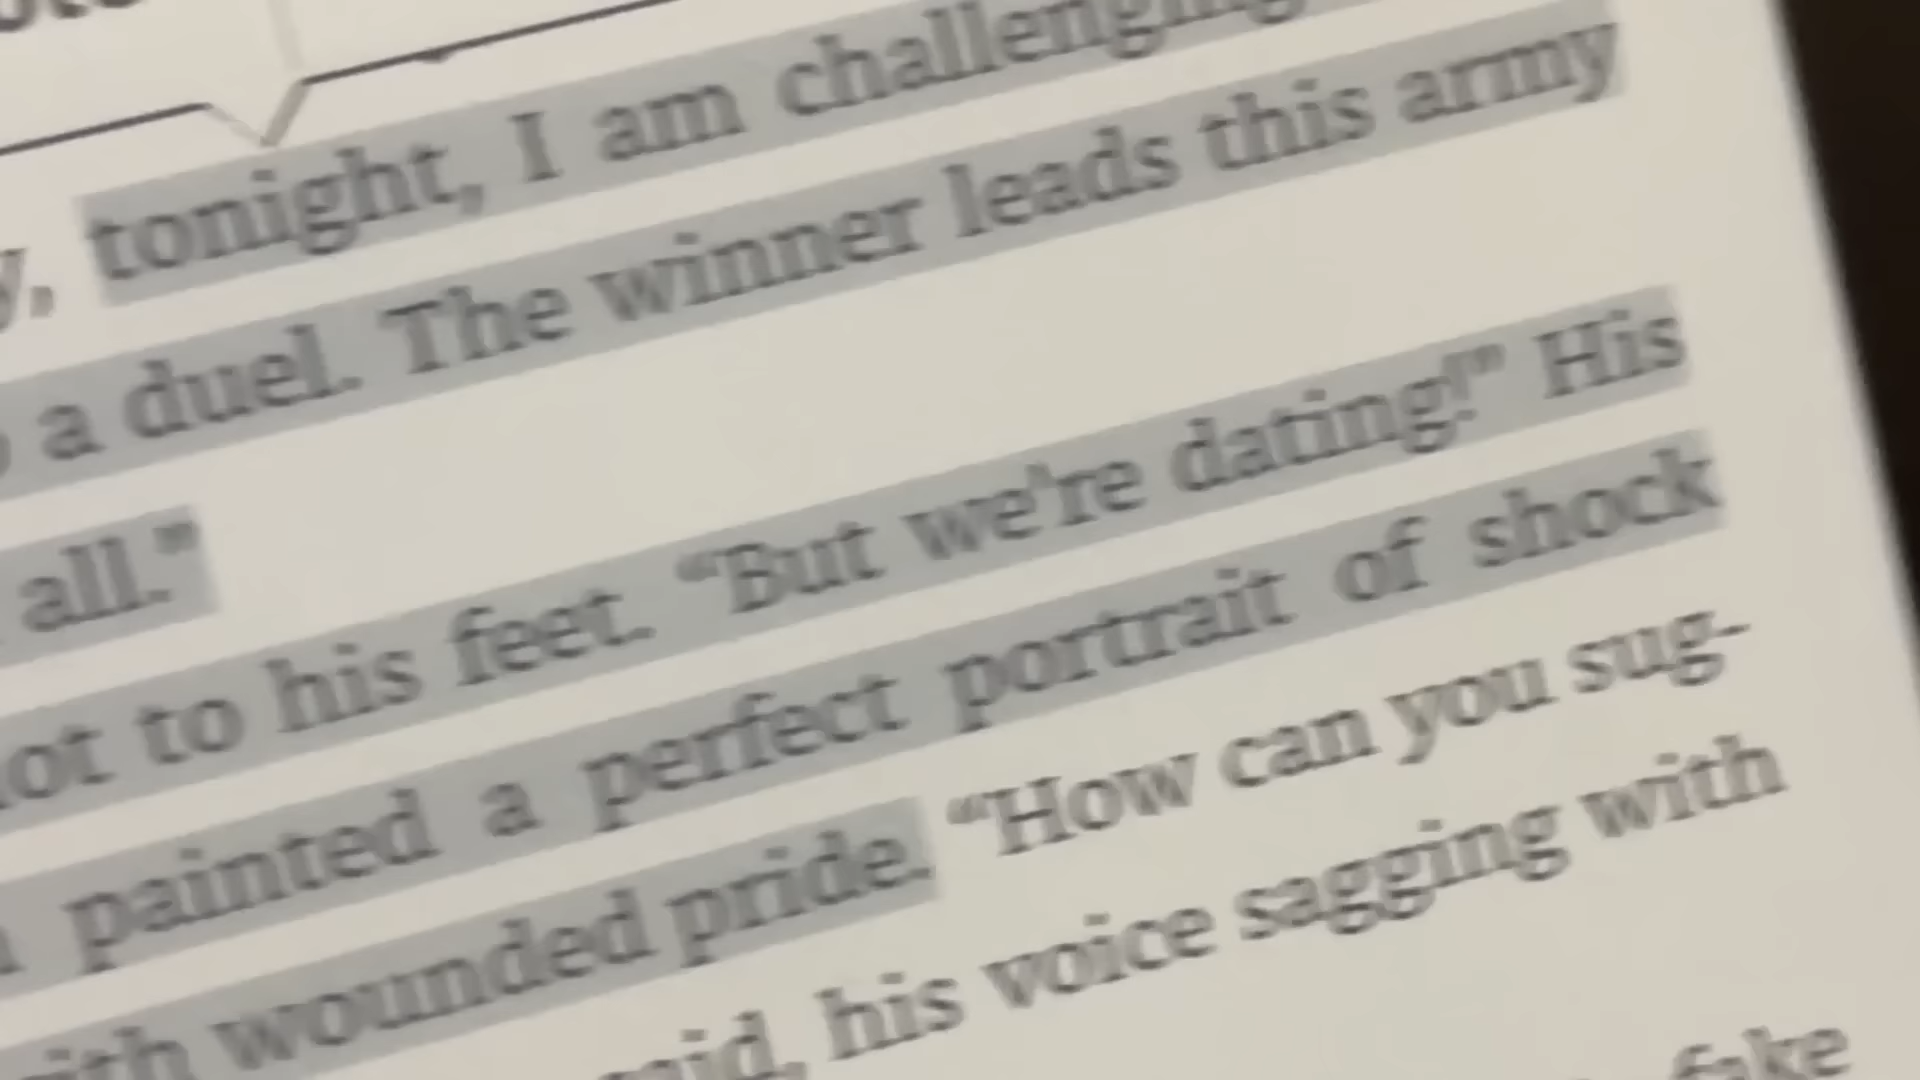 tonight, I am challenging
a duel. The winner leads this army
all."
to his feet. “But we're dating!” His
painted a perfect portrait of shock
wounded pride. “How can you sug-
his voice sagging with
fake